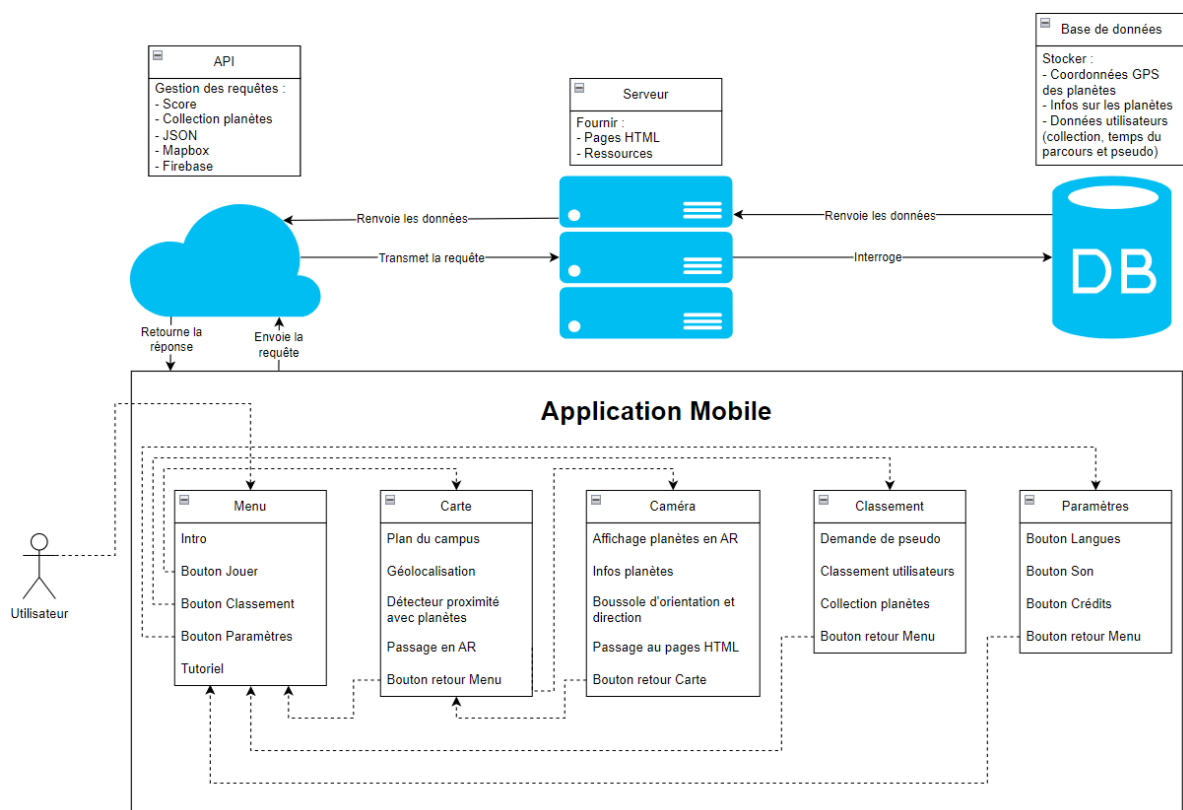 API
Gestion des requêtes :
- Score
- Collection planètes
- JSON
- Mapbox
- Firebase
Serveur
Fournir :
- Pages HTML
- Ressources
Base de données
Stocker :
- Coordonnées GPS
des planètes
- Infos sur les planètes
- Données utilisateurs
(collection, temps du
parcours et pseudo)
Renvoie les données
Transmet la requête
Renvoie les données
Interroge
DB
Retourne la
réponse
Envoie la
requête
Application Mobile
Utilisateur
Menu
Intro
Bouton Jouer
Bouton Classement
Bouton Paramètres
Tutoriel
Carte
Plan du campus
Géolocalisation
Détecteur proximité
avec planètes
Passage en AR
Bouton retour Menu
Caméra
Affichage planètes en AR
Infos planètes
Boussole d'orientation et
direction
Passage au pages HTML
Bouton retour Carte
Classement
Demande de pseudo
Classement utilisateurs
Collection planètes
Bouton retour Menu
Paramètres
Bouton Langues
Bouton Son
Bouton Crédits
Bouton retour Menu